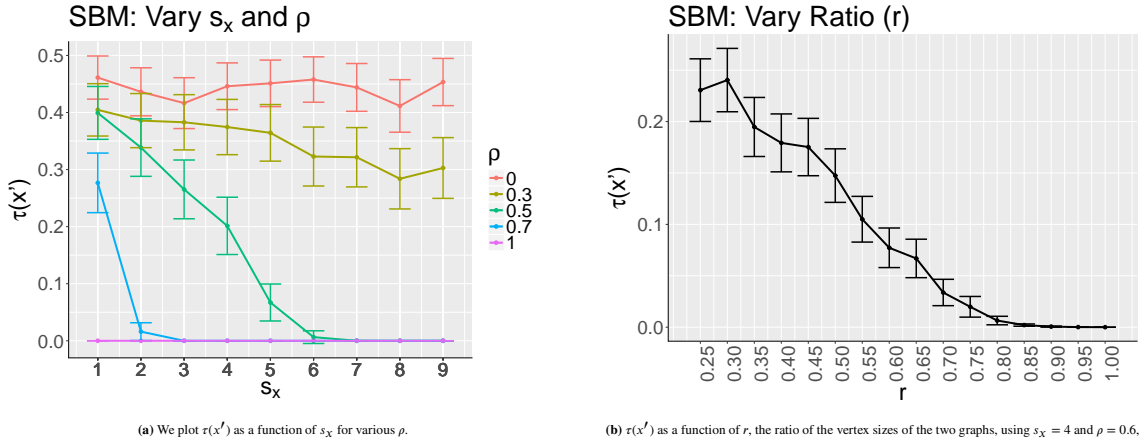 SBM: Vary s_x and ρ
0.5
0.4
0.3
0.2
0.1
0.0
τ(x')
1 2 3 4 5 6 7 8 9
s_x
ρ
0
0.3
0.5
0.7
1
(a) We plot τ(x′) as a function of s_x for various ρ.
SBM: Vary Ratio (r)
0.2
0.1
0.0
τ(x')
0.25 0.30 0.35 0.40 0.45 0.50 0.55 0.60 0.65 0.70 0.75 0.80 0.85 0.90 0.95 1.00
r
(b) τ(x′) as a function of r, the ratio of the vertex sizes of the two graphs, using s_x = 4 and ρ = 0.6,